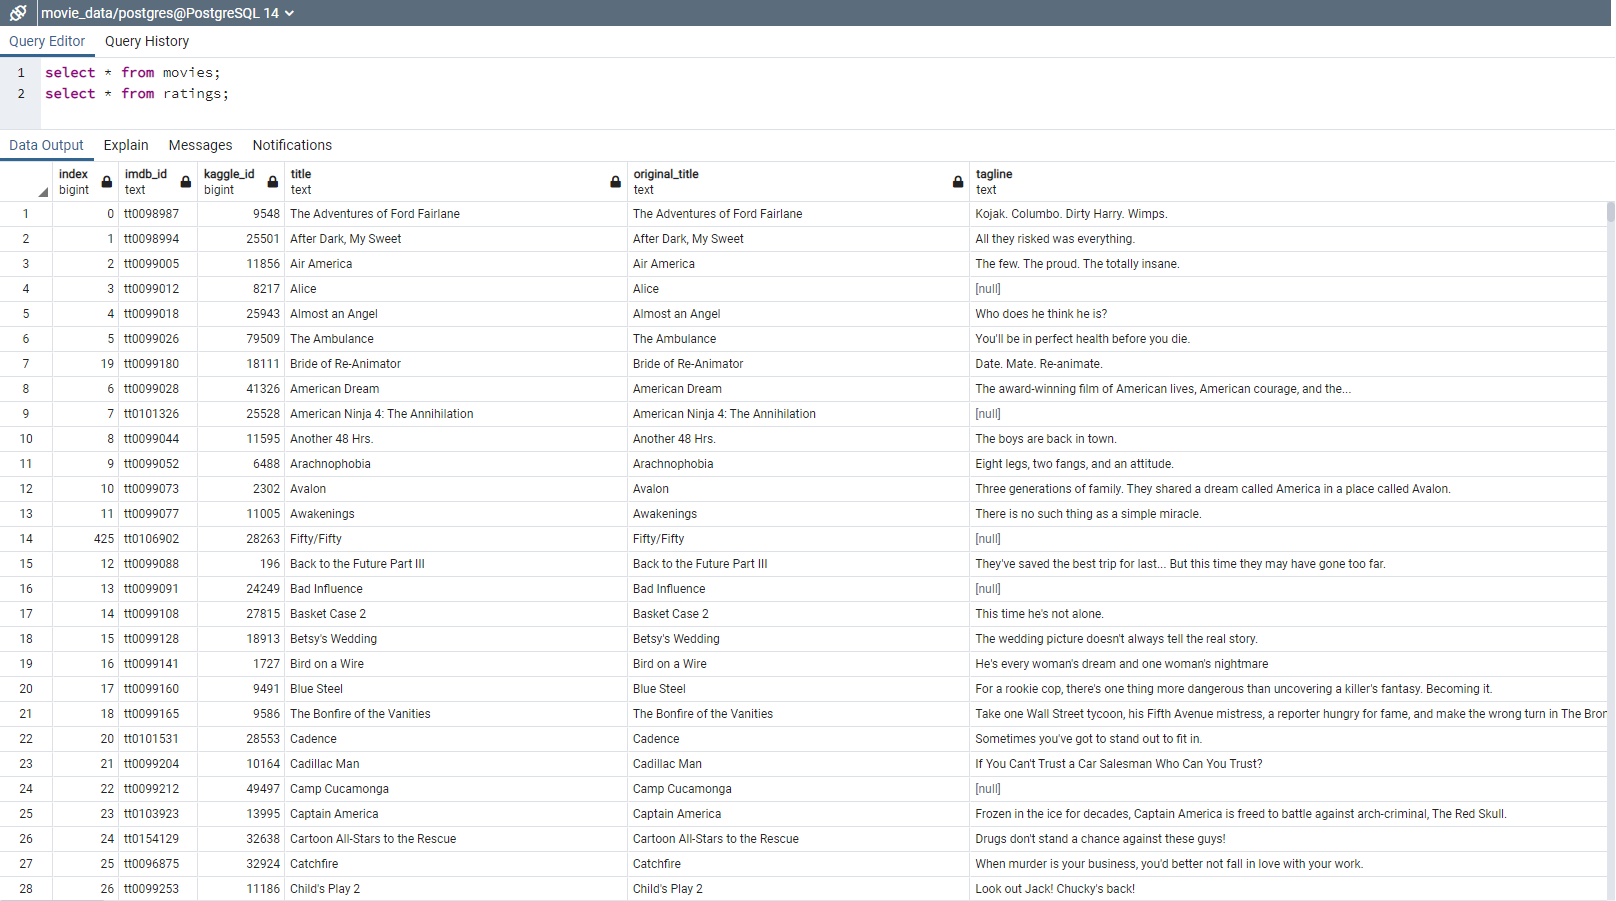 movie_data/postgres@PostgreSQL 14
Query Editor Query History
1 select * from movies;
2 select * from ratings;
Data Output Explain Messages Notifications
index imdb_id kaggle_id title original_title tagline
bigint text bigint text text text
1 0 tt0098987 9548 The Adventures of Ford Fairlane The Adventures of Ford Fairlane Kojak. Columbo. Dirty Harry. Wimps.
2 1 tt0098994 25501 After Dark, My Sweet After Dark, My Sweet All they risked was everything.
3 2 tt0099005 11856 Air America Air America The few. The proud. The totally insane.
4 3 tt0099012 8217 Alice Alice [null]
5 4 tt0099018 25943 Almost an Angel Almost an Angel Who does he think he is?
6 5 tt0099026 79509 The Ambulance The Ambulance You'll be in perfect health before you die.
7 19 tt0099180 18111 Bride of Re-Animator Bride of Re-Animator Date. Mate. Re-animate.
8 6 tt0099028 41326 American Dream American Dream The award-winning film of American lives, American courage, and the...
9 7 tt0101326 25528 American Ninja 4: The Annihilation American Ninja 4: The Annihilation [null]
10 8 tt0099044 11595 Another 48 Hrs. Another 48 Hrs. The boys are back in town.
11 9 tt0099052 6488 Arachnophobia Arachnophobia Eight legs, two fangs, and an attitude.
12 10 tt0099073 2302 Avalon Avalon Three generations of family. They shared a dream called America in a place called Avalon.
13 11 tt0099077 11005 Awakenings Awakenings There is no such thing as a simple miracle.
14 425 tt0106902 28263 Fifty/Fifty Fifty/Fifty [null]
15 12 tt0099088 196 Back to the Future Part III Back to the Future Part III They've saved the best trip for last... But this time they may have gone too far.
16 13 tt0099091 24249 Bad Influence Bad Influence [null]
17 14 tt0099108 27815 Basket Case 2 Basket Case 2 This time he's not alone.
18 15 tt0099128 18913 Betsy's Wedding Betsy's Wedding The wedding picture doesn't always tell the real story.
19 16 tt0099141 1727 Bird on a Wire Bird on a Wire He's every woman's dream and one woman's nightmare
20 17 tt0099160 9491 Blue Steel Blue Steel For a rookie cop, there's one thing more dangerous than uncovering a killer's fantasy. Becoming it.
21 18 tt0099165 9586 The Bonfire of the Vanities The Bonfire of the Vanities Take one Wall Street tycoon, his Fifth Avenue mistress, a reporter hungry for fame, and make the wrong turn in The Bron
22 20 tt0101531 28553 Cadence Cadence Sometimes you've got to stand out to fit in.
23 21 tt0099204 10164 Cadillac Man Cadillac Man If You Can't Trust a Car Salesman Who Can You Trust?
24 22 tt0099212 49497 Camp Cucamonga Camp Cucamonga [null]
25 23 tt0103923 13995 Captain America Captain America Frozen in the ice for decades, Captain America is freed to battle against arch-criminal, The Red Skull.
26 24 tt0154129 32638 Cartoon All-Stars to the Rescue Cartoon All-Stars to the Rescue Drugs don't stand a chance against these guys!
27 25 tt0096875 32924 Catchfire Catchfire When murder is your business, you'd better not fall in love with your work.
28 26 tt0099253 11186 Child's Play 2 Child's Play 2 Look out Jack! Chucky's back!